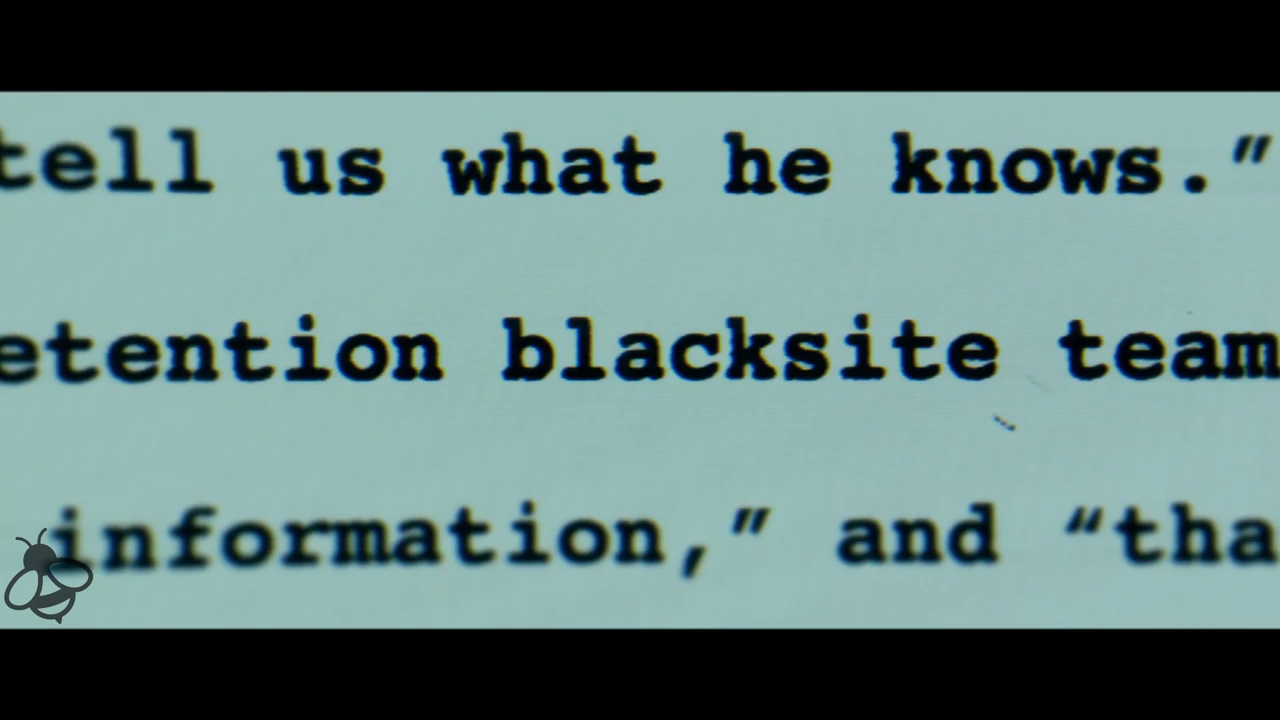 tell us what he knows.”
etention blacksite team
information,” and “tha